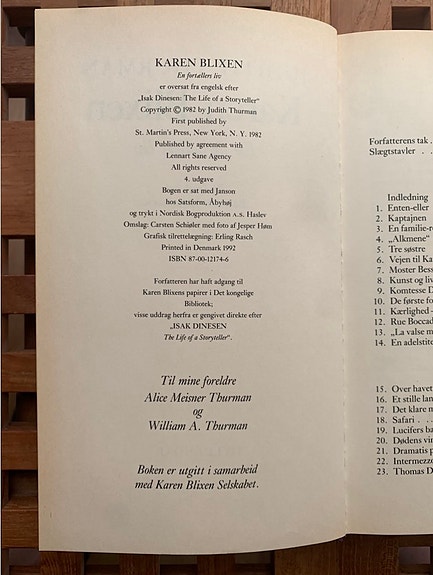 KAREN BLIXEN
En fortællers liv
er oversat fra engelsk efter
„Isak Dinesen: The Life of a Storyteller“
Copyright © 1982 by Judith Thurman
First published by
St. Martin's Press, New York, N. Y. 1982
Published by agreement with
Lennart Sane Agency
All rights reserved
4. udgave
Bogen er sat med Janson
hos Satsform, Åbyhøj
og trykt i Nordisk Bogproduktion A.S. Haslev
Omslag: Carsten Schiøler med foto af Jesper Høm
Grafisk tilrettelægning: Erling Rasch
Printed in Denmark 1992
ISBN 87-00-12174-6
Forfatteren har haft adgang til
Karen Blixens papirer i Det kongelige
Bibliotek;
visse uddrag herfra er gengivet direkte efter
„ISAK DINESEN
The Life of a Storyteller“.
Til mine foreldre
Alice Meisner Thurman
og
William A. Thurman
Boken er utgitt i samarbeid
med Karen Blixen Selskabet.
Forfatterens tak .
Slægtstavler . .
Indledning
1. Enten-eller
2. Kaptajnen
3. En familie-ro
4. „Alkmene“
5. Tre søstre
6. Vejen til Ka
7. Moster Bess
8. Kunst og liv
9. Komtesse D
10. De første fo
11. Kærlighed
12. Rue Boccad
13. „La valse m
14. En adelstite
15. Over havet
16. Et stille lan
17. Det klare m
18. Safari . . .
19. Lucifers ba
20. Dødens vin
21. Dramatis p
22. Intermezzo
23. Thomas D